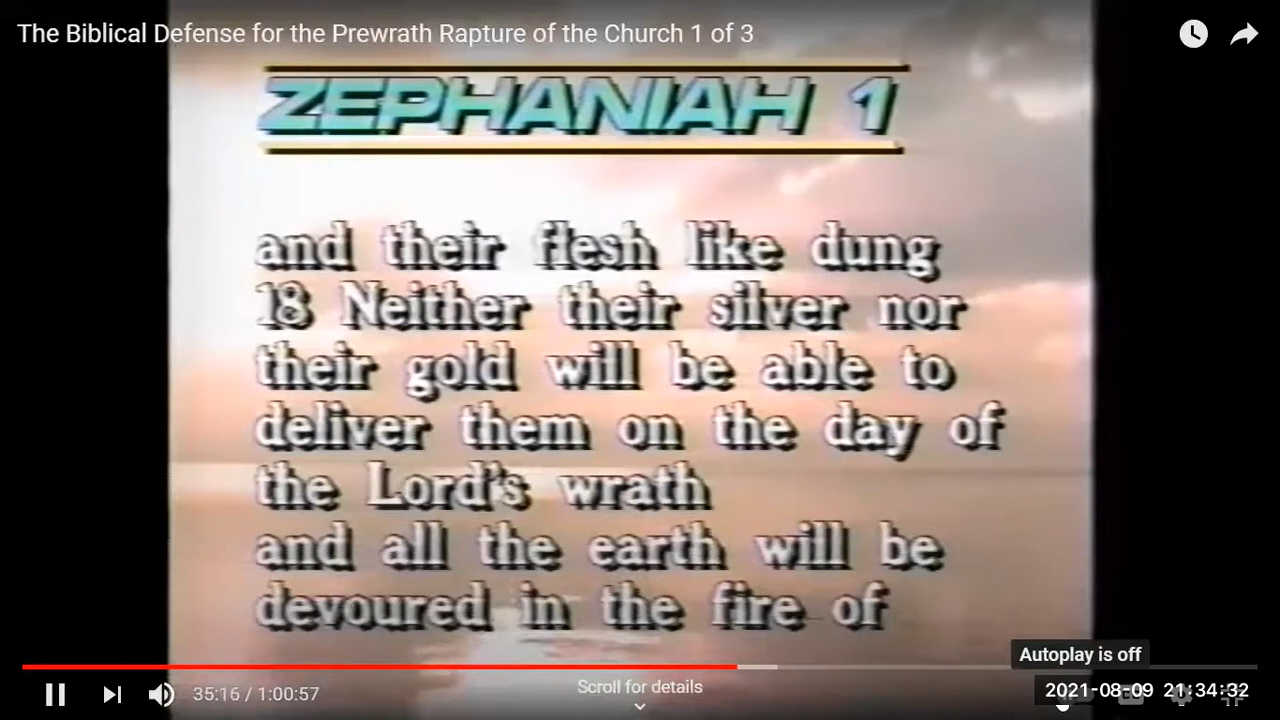 The Biblical Defense for the Prewrath Rapture of the Church 1 of 3
ZEPHANIAH 1
and their flesh like dung
18 Neither their silver nor
their gold will be able to
deliver them on the day of
the Lord's wrath
and all the earth will be
devoured in the fire of
Autoplay is off
35:16 / 1:00:57
Scroll for details
2021-08-09 21:34:32